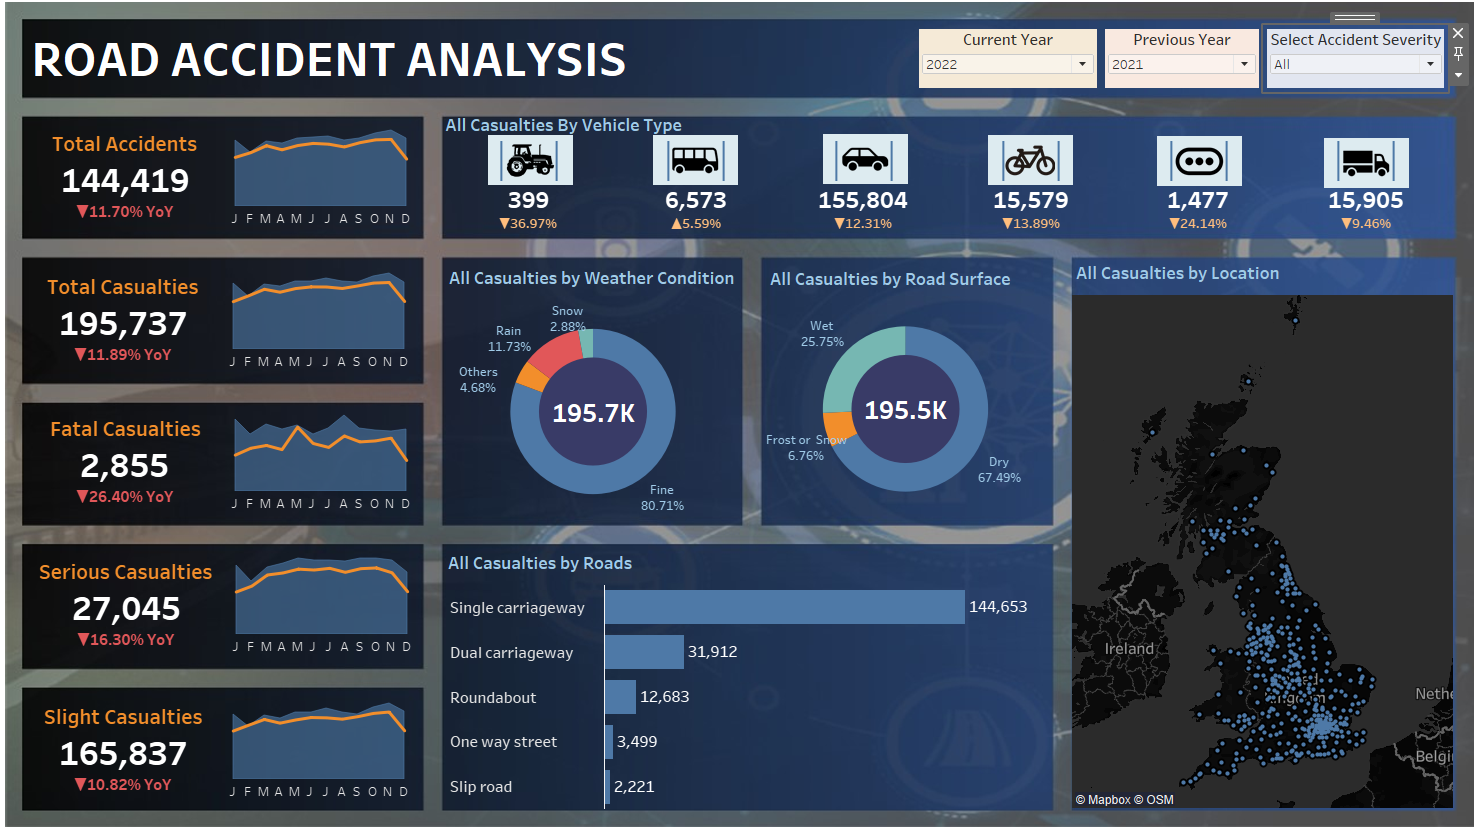 ROAD ACCIDENT ANALYSIS
Current Year
2022
Previous Year
2021
Select Accident Severity
All
Total Accidents
144,419
▼11.70% YoY
J F M A M J J A S O N D
Total Casualties
195,737
▼11.89% YoY
J F M A M J J A S O N D
Fatal Casualties
2,855
▼26.40% YoY
J F M A M J J A S O N D
Serious Casualties
27,045
▼16.30% YoY
J F M A M J J A S O N D
Slight Casualties
165,837
▼10.82% YoY
J F M A M J J A S O N D
All Casualties By Vehicle Type
399
▼36.97%
6,573
▲5.59%
155,804
▼12.31%
15,579
▼13.89%
1,477
▼24.14%
15,905
▼9.46%
All Casualties by Weather Condition
Snow
2.88%
Rain
11.73%
Others
4.68%
195.7K
Fine
80.71%
All Casualties by Road Surface
Wet
25.75%
195.5K
Frost or Snow
6.76%
Dry
67.49%
All Casualties by Roads
Single carriageway
144,653
Dual carriageway
31,912
Roundabout
12,683
One way street
3,499
Slip road
2,221
All Casualties by Location
Ireland
Nethe
Belgi
© Mapbox © OSM